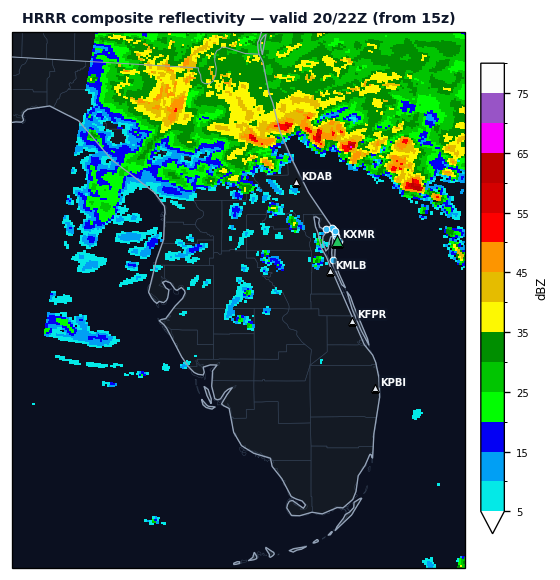 HRRR composite reflectivity — valid 20/22Z (from 15z)
KDAB
KXMR
KMLB
KFPR
KPBI
75
65
55
45
35
25
15
5
dBZ